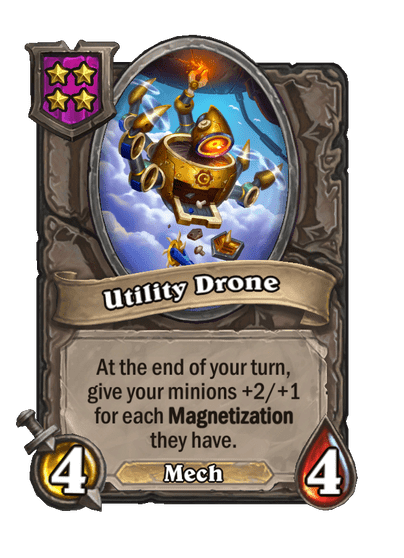 Utility Drone
At the end of your turn,
give your minions +2/+1
for each Magnetization
they have.
4
Mech
4